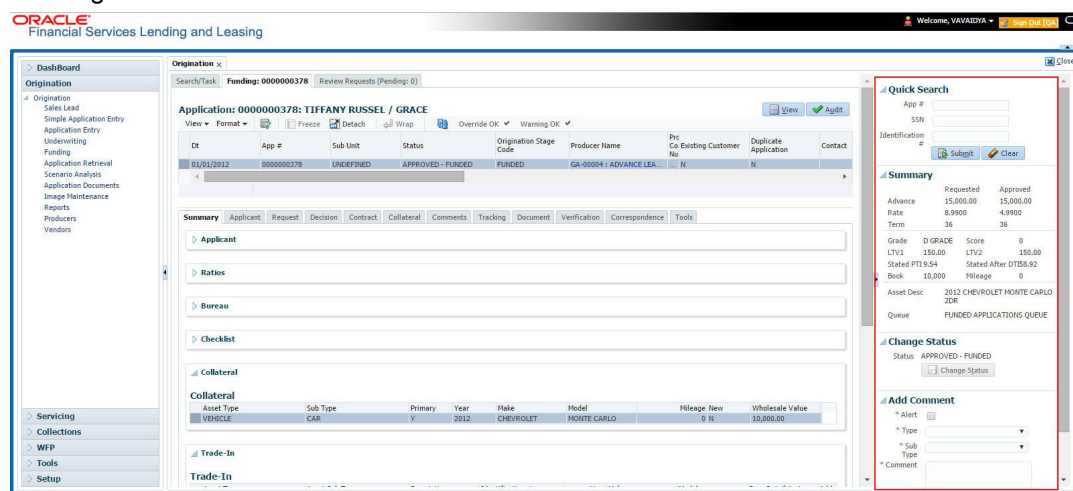 ORACLE
Financial Services Lending and Leasing
Welcome, VAVAIDYA
Sign Out [QA]
Close
DashBoard
Origination
Origination
Sales Lead
Simple Application Entry
Application Entry
Underwriting
Funding
Application Retrieval
Scenario Analysis
Application Documents
Image Maintenance
Reports
Producers
Vendors
Servicing
Collections
WFP
Tools
Setup
Origination x
Search/Task Funding: 0000000378 Review Requests (Pending: 0)
Application: 0000000378: TIFFANY RUSSEL / GRACE
View Audit
View Format Freeze Detach Wrap Override OK Warning OK
Dt App # Sub Unit Status Origination Stage Code Producer Name Existing Customer Duplicate Application Contact
01/01/2012 0000000378 UNDEFINED APPROVED - FUNDED FUNDED GA-00004 : ADVANCE LEA... N N
Summary Applicant Request Decision Contract Collateral Comments Tracking Document Verification Correspondence Tools
Applicant
Ratios
Bureau
Checklist
Collateral
Collateral
Asset Type Sub Type Primary Year Make Model Mileage New Wholesale Value
VEHICLE CAR Y 2012 CHEVROLET MONTE CARLO 0 N 10,000.00
Trade-In
Trade-In
Quick Search
App #
SSN
Identification #
Submit Clear
Summary
Requested Approved
Advance 15,000.00 15,000.00
Rate 8.9900 4.9900
Term 36 36
Grade D GRADE Score 0
LTV1 150.00 LTV2 150.00
Stated PTI 9.54 Stated After DTI 58.92
Book 10,000 Mileage 0
Asset Desc 2012 CHEVROLET MONTE CARLO
2DR
Queue FUNDED APPLICATIONS QUEUE
Change Status
Status APPROVED - FUNDED
Change Status
Add Comment
* Alert
* Type
* Sub Type
* Comment